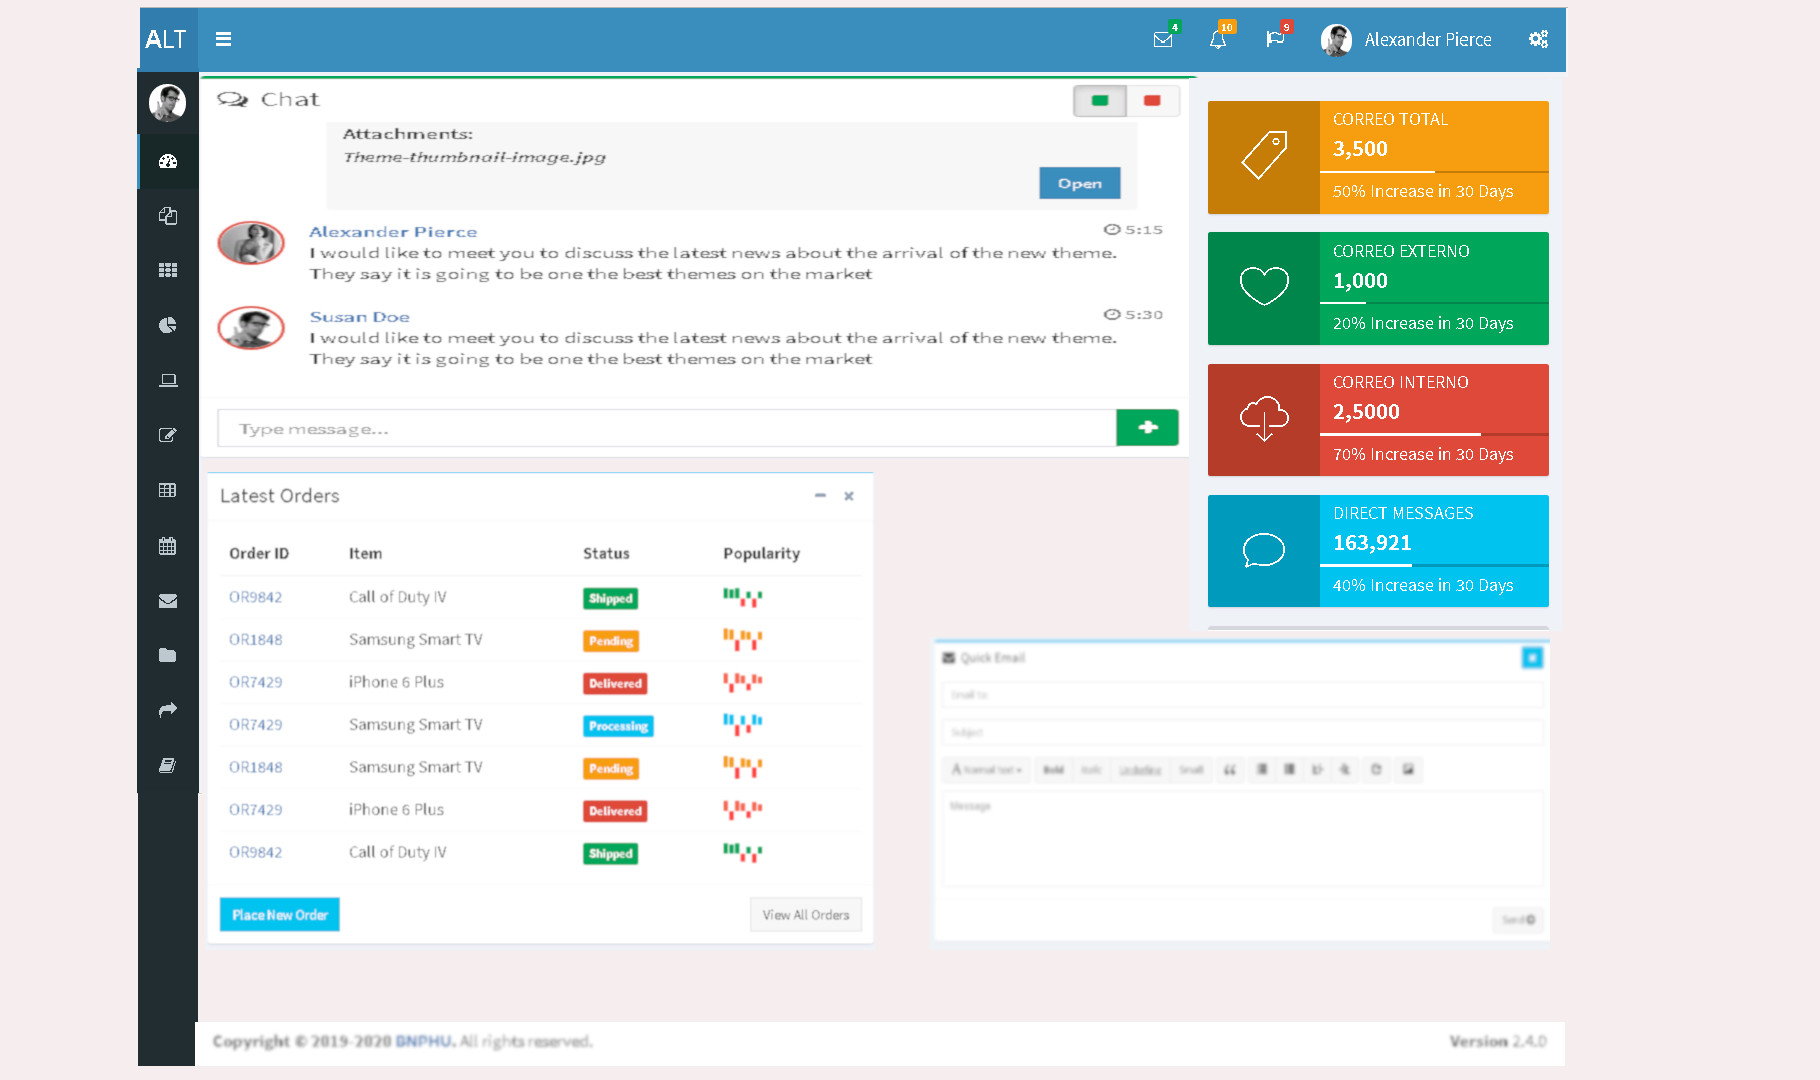 ALT
4
10
9
Alexander Pierce
Chat
Attachments:
Theme-thumbnail-image.jpg
Open
Alexander Pierce
5:15
I would like to meet you to discuss the latest news about the arrival of the new theme.
They say it is going to be one the best themes on the market
Susan Doe
5:30
I would like to meet you to discuss the latest news about the arrival of the new theme.
They say it is going to be one the best themes on the market
Type message...
CORREO TOTAL
3,500
50% Increase in 30 Days
CORREO EXTERNO
1,000
20% Increase in 30 Days
CORREO INTERNO
2,5000
70% Increase in 30 Days
DIRECT MESSAGES
163,921
40% Increase in 30 Days
Latest Orders
Order ID Item Status Popularity
OR9842 Call of Duty IV Shipped
OR1848 Samsung Smart TV Pending
OR7429 iPhone 6 Plus Delivered
OR7429 Samsung Smart TV Processing
OR1848 Samsung Smart TV Pending
OR7429 iPhone 6 Plus Delivered
OR9842 Call of Duty IV Shipped
Place New Order
View All Orders
Quick Email
Email to:
Subject
Normal text Bold Italic Underline Small
Message
Send
Copyright © 2019-2020 BNPHU. All rights reserved.
Version 2.4.0